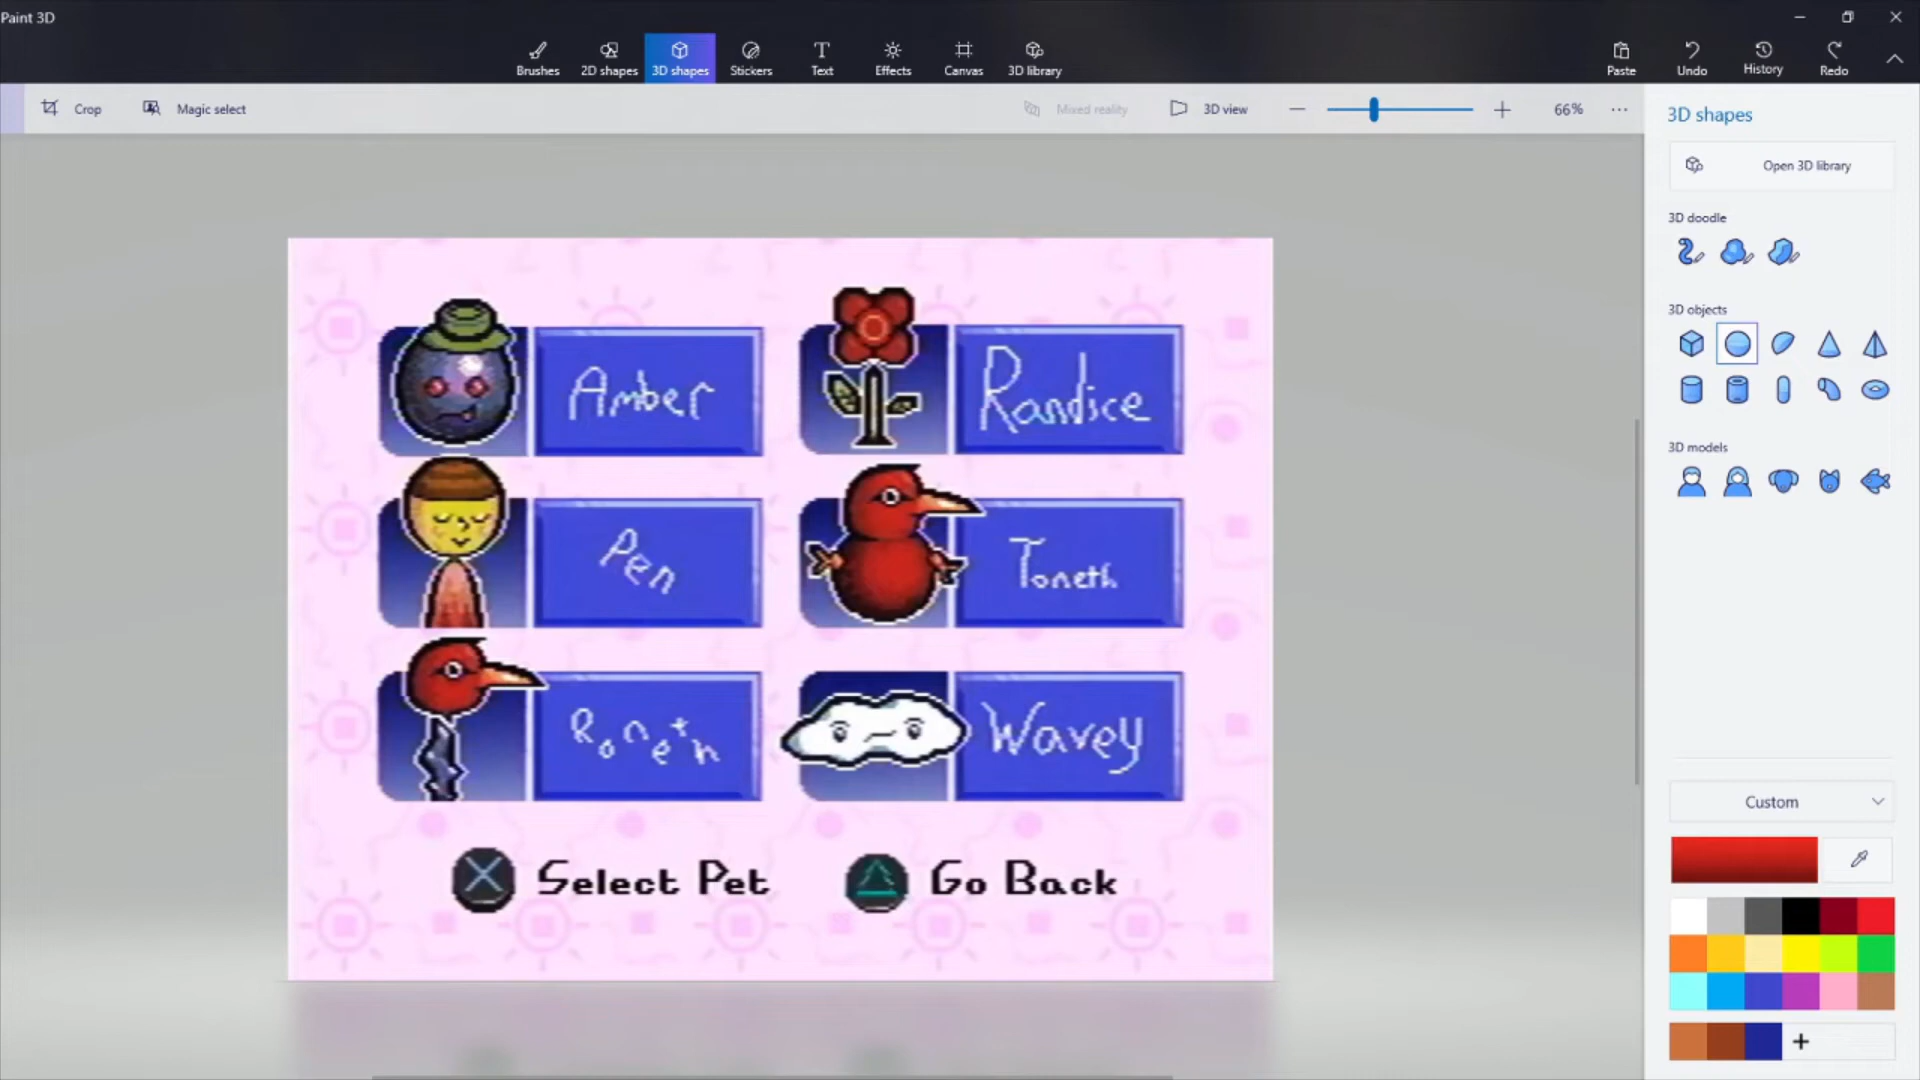 Paint 3D
Brushes 2D shapes 3D shapes Stickers Text Effects Canvas 3D library Paste Undo History Redo
Crop Magic select Mixed reality 3D view 66%
3D shapes
Open 3D library
3D doodle
3D objects
3D models
Custom
Amber Randice
Pen Toneth
Roneth Wavey
Select Pet Go Back